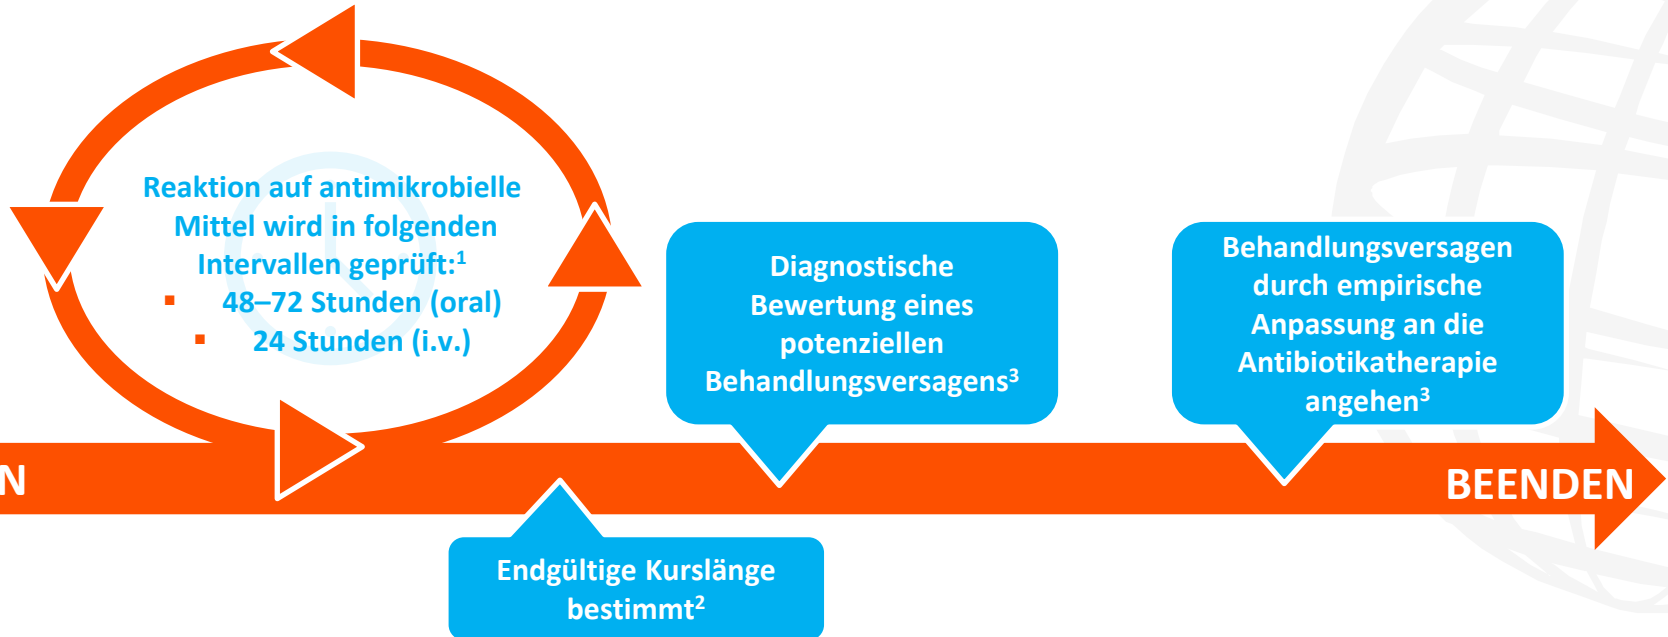 Reaktion auf antimikrobielle
Mittel wird in folgenden
Intervallen geprüft:¹
▪ 48–72 Stunden (oral)
▪ 24 Stunden (i.v.)
Diagnostische
Bewertung eines
potenziellen
Behandlungsversagens³
Behandlungsversagen
durch empirische
Anpassung an die
Antibiotikatherapie
angehen³
N
BEENDEN
Endgültige Kurslänge
bestimmt²